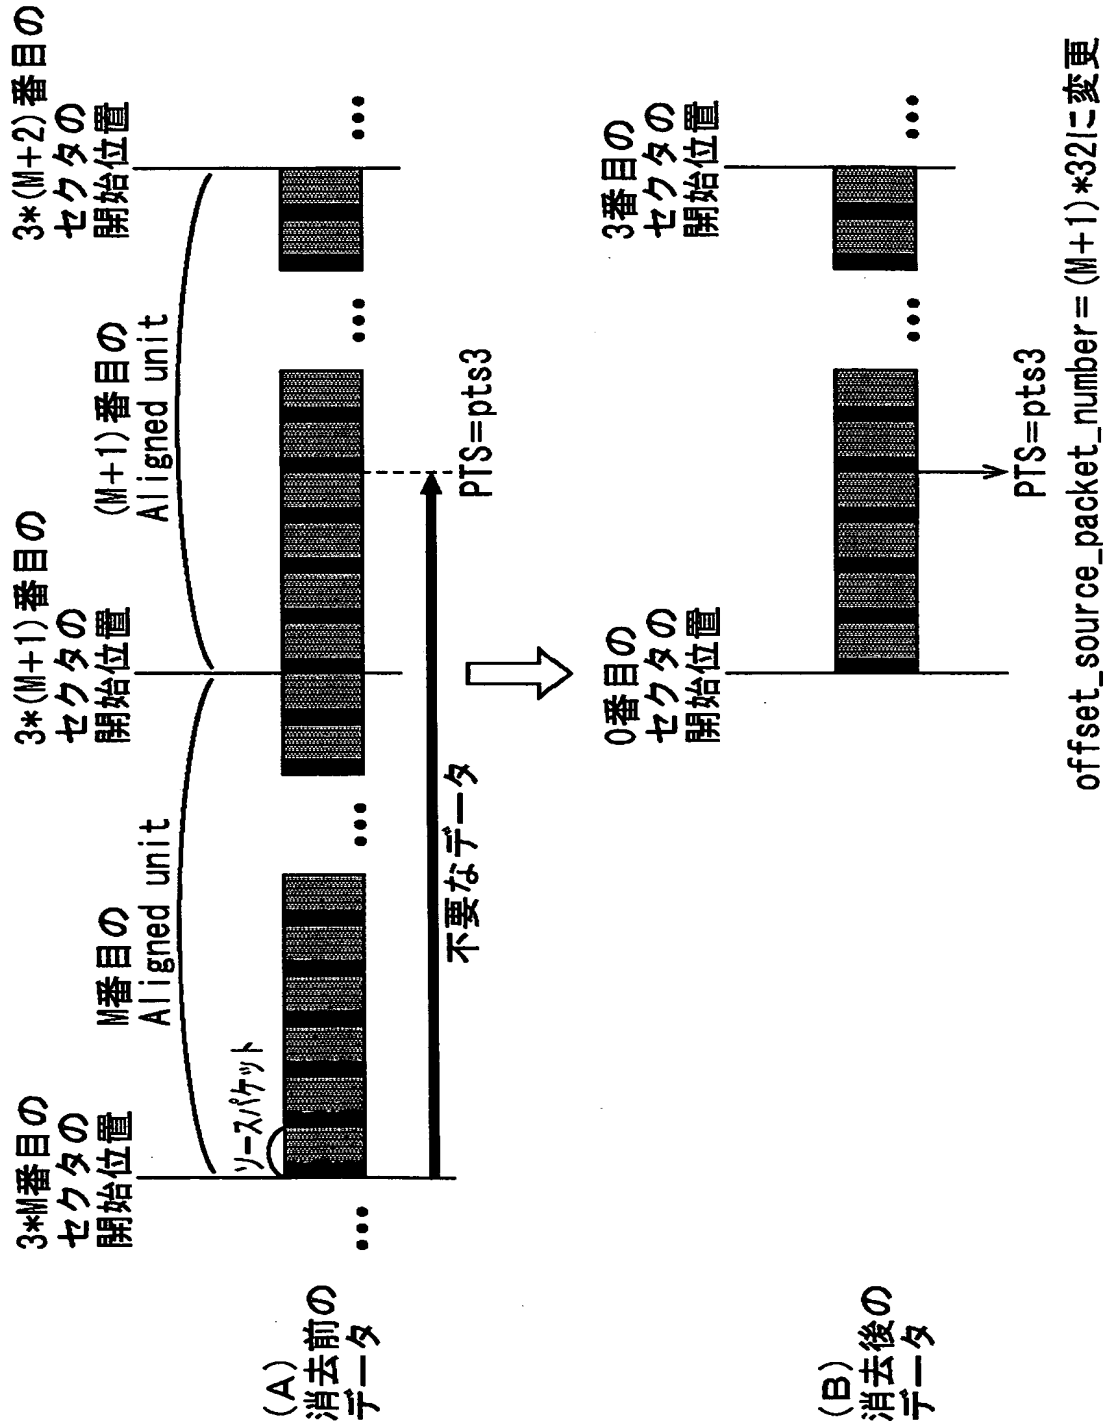 3*M番目の
セクタの
開始位置
3*(M+1)番目の
セクタの
開始位置
3*(M+2)番目の
セクタの
開始位置
M番目の
Aligned unit
(M+1)番目の
Aligned unit
ソースパケット
(A)
消去前の
データ
•••
•••
•••
•••
不要なデータ
PTS=pts3
0番目の
セクタの
開始位置
3番目の
セクタの
開始位置
(B)
消去後の
データ
•••
•••
PTS=pts3
offset_source_packet_number=(M+1)*32に変更